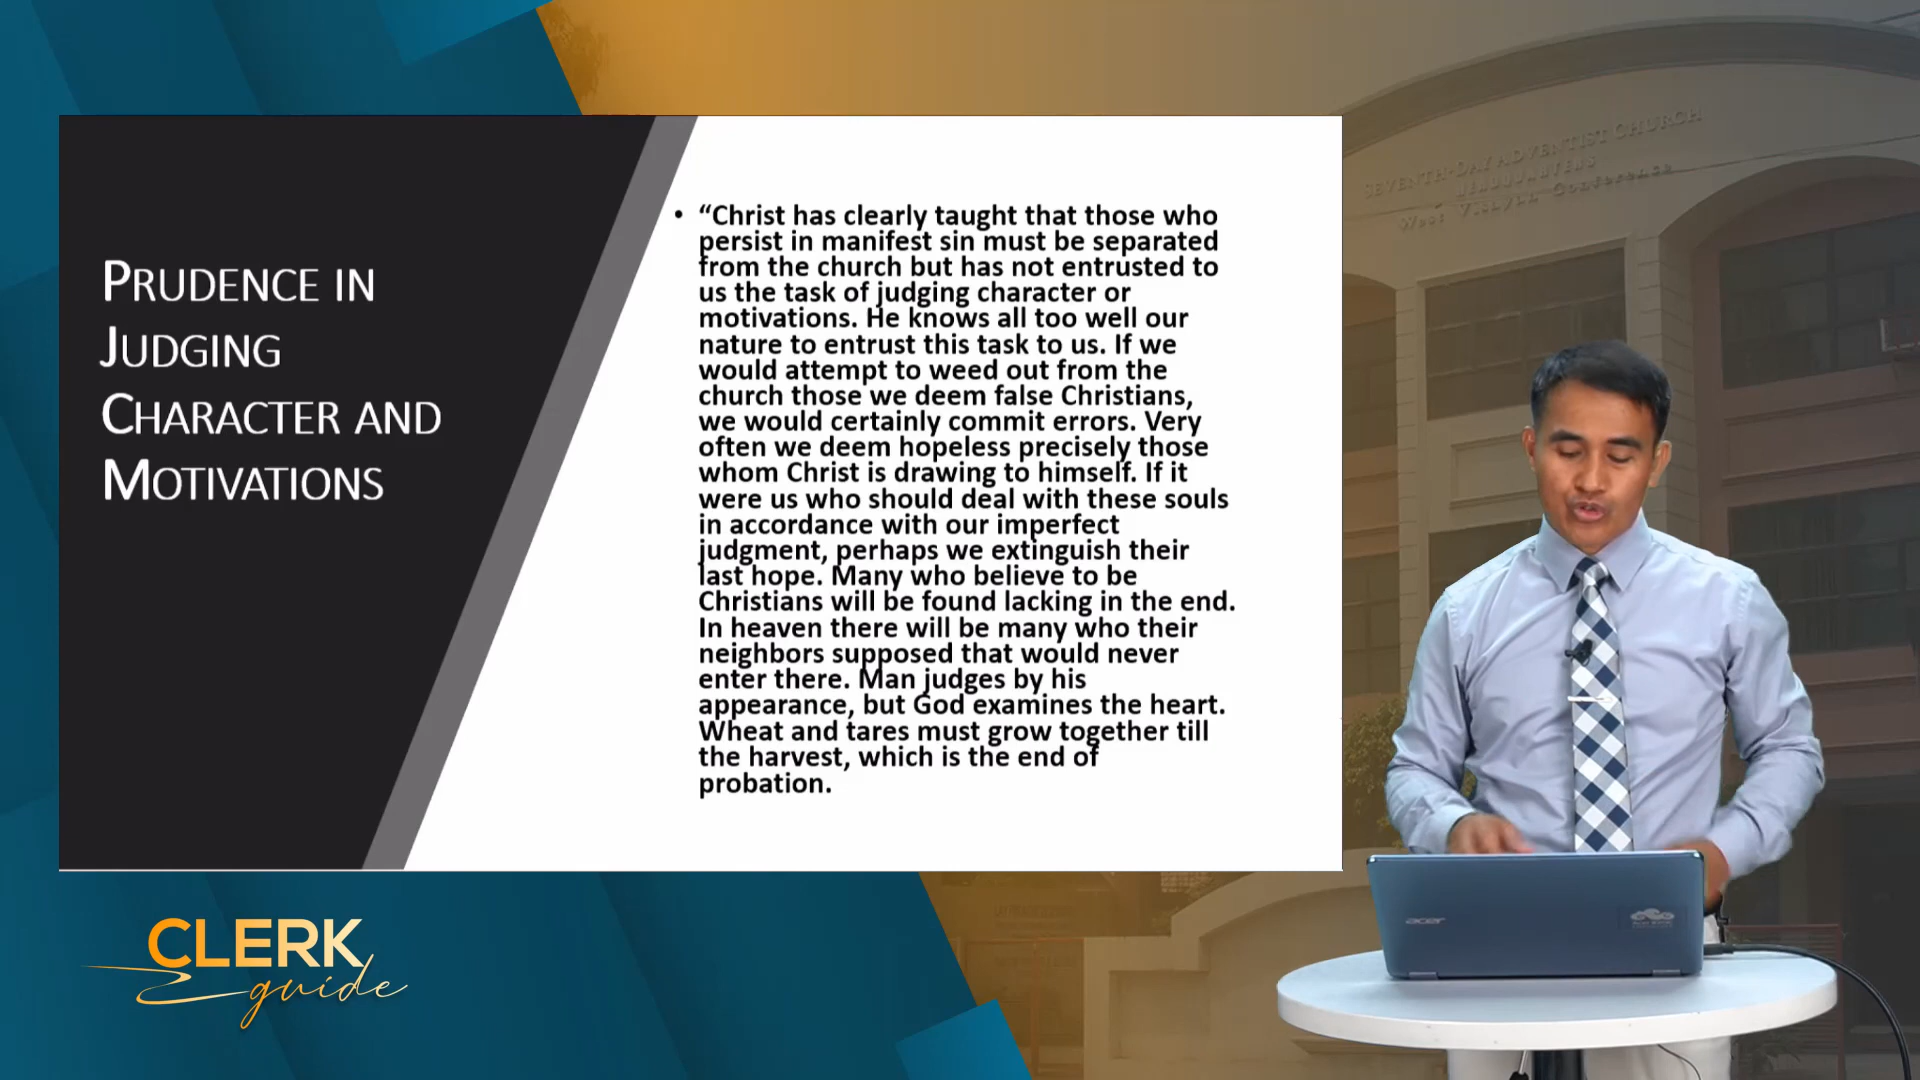 PRUDENCE IN
JUDGING
CHARACTER AND
MOTIVATIONS
• “Christ has clearly taught that those who
persist in manifest sin must be separated
from the church but has not entrusted to
us the task of judging character or
motivations. He knows all too well our
nature to entrust this task to us. If we
would attempt to weed out from the
church those we deem false Christians,
we would certainly commit errors. Very
often we deem hopeless precisely those
whom Christ is drawing to himself. If it
were us who should deal with these souls
in accordance with our imperfect
judgment, perhaps we extinguish their
last hope. Many who believe to be
Christians will be found lacking in the end.
In heaven there will be many who their
neighbors supposed that would never
enter there. Man judges by his
appearance, but God examines the heart.
Wheat and tares must grow together till
the harvest, which is the end of
probation.
SEVENTH-DAY ADVENTIST CHURCH
HEADQUARTERS
West Visayan Conference
acer
CLERK
guide